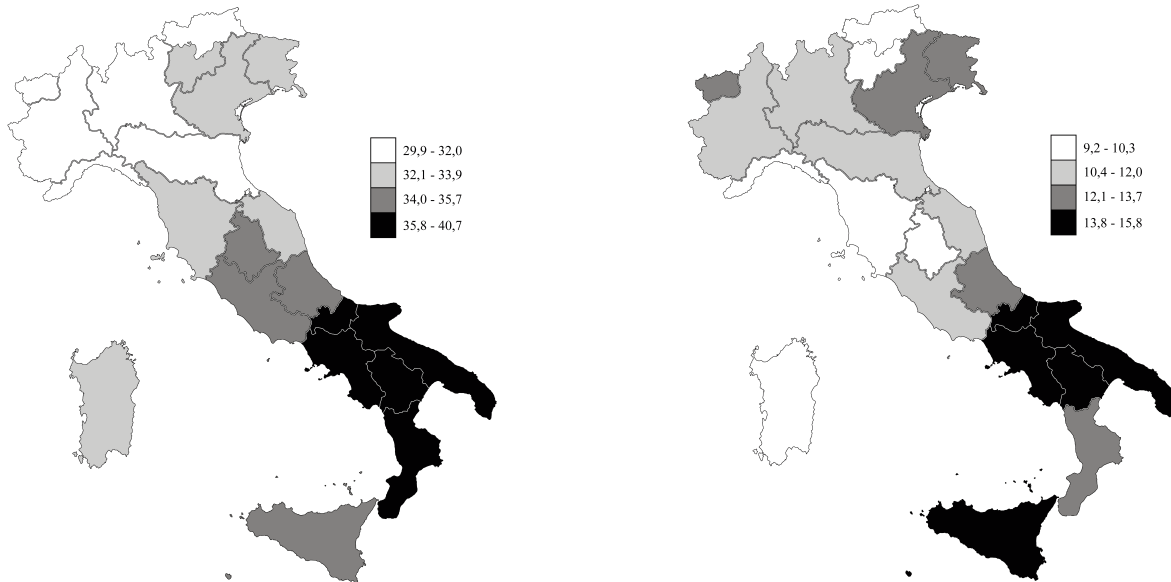 29,9 - 32,0
32,1 - 33,9
34,0 - 35,7
35,8 - 40,7
9,2 - 10,3
10,4 - 12,0
12,1 - 13,7
13,8 - 15,8